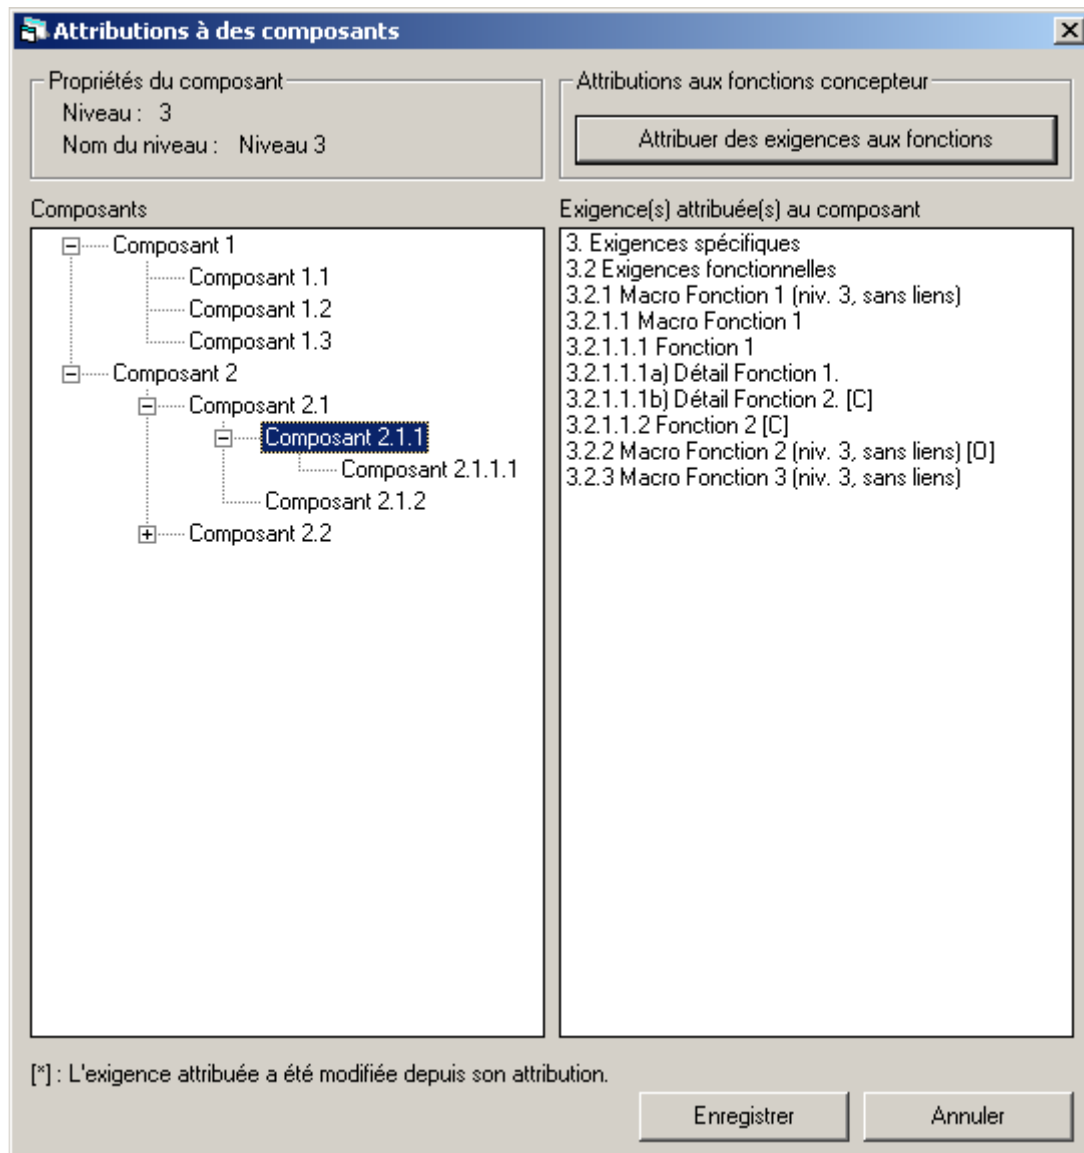 Attributions à des composants
Propriétés du composant
Niveau : 3
Nom du niveau : Niveau 3
Attributions aux fonctions concepteur
Attribuer des exigences aux fonctions
Composants
Composant 1
Composant 1.1
Composant 1.2
Composant 1.3
Composant 2
Composant 2.1
Composant 2.1.1
Composant 2.1.1.1
Composant 2.1.2
Composant 2.2
Exigence(s) attribuée(s) au composant
3. Exigences spécifiques
3.2 Exigences fonctionnelles
3.2.1 Macro Fonction 1 (niv. 3, sans liens)
3.2.1.1 Macro Fonction 1
3.2.1.1.1 Fonction 1
3.2.1.1.1a) Détail Fonction 1.
3.2.1.1.1b) Détail Fonction 2. [C]
3.2.1.1.2 Fonction 2 [C]
3.2.2 Macro Fonction 2 (niv. 3, sans liens) [O]
3.2.3 Macro Fonction 3 (niv. 3, sans liens)
[*] : L'exigence attribuée a été modifiée depuis son attribution.
Enregistrer
Annuler